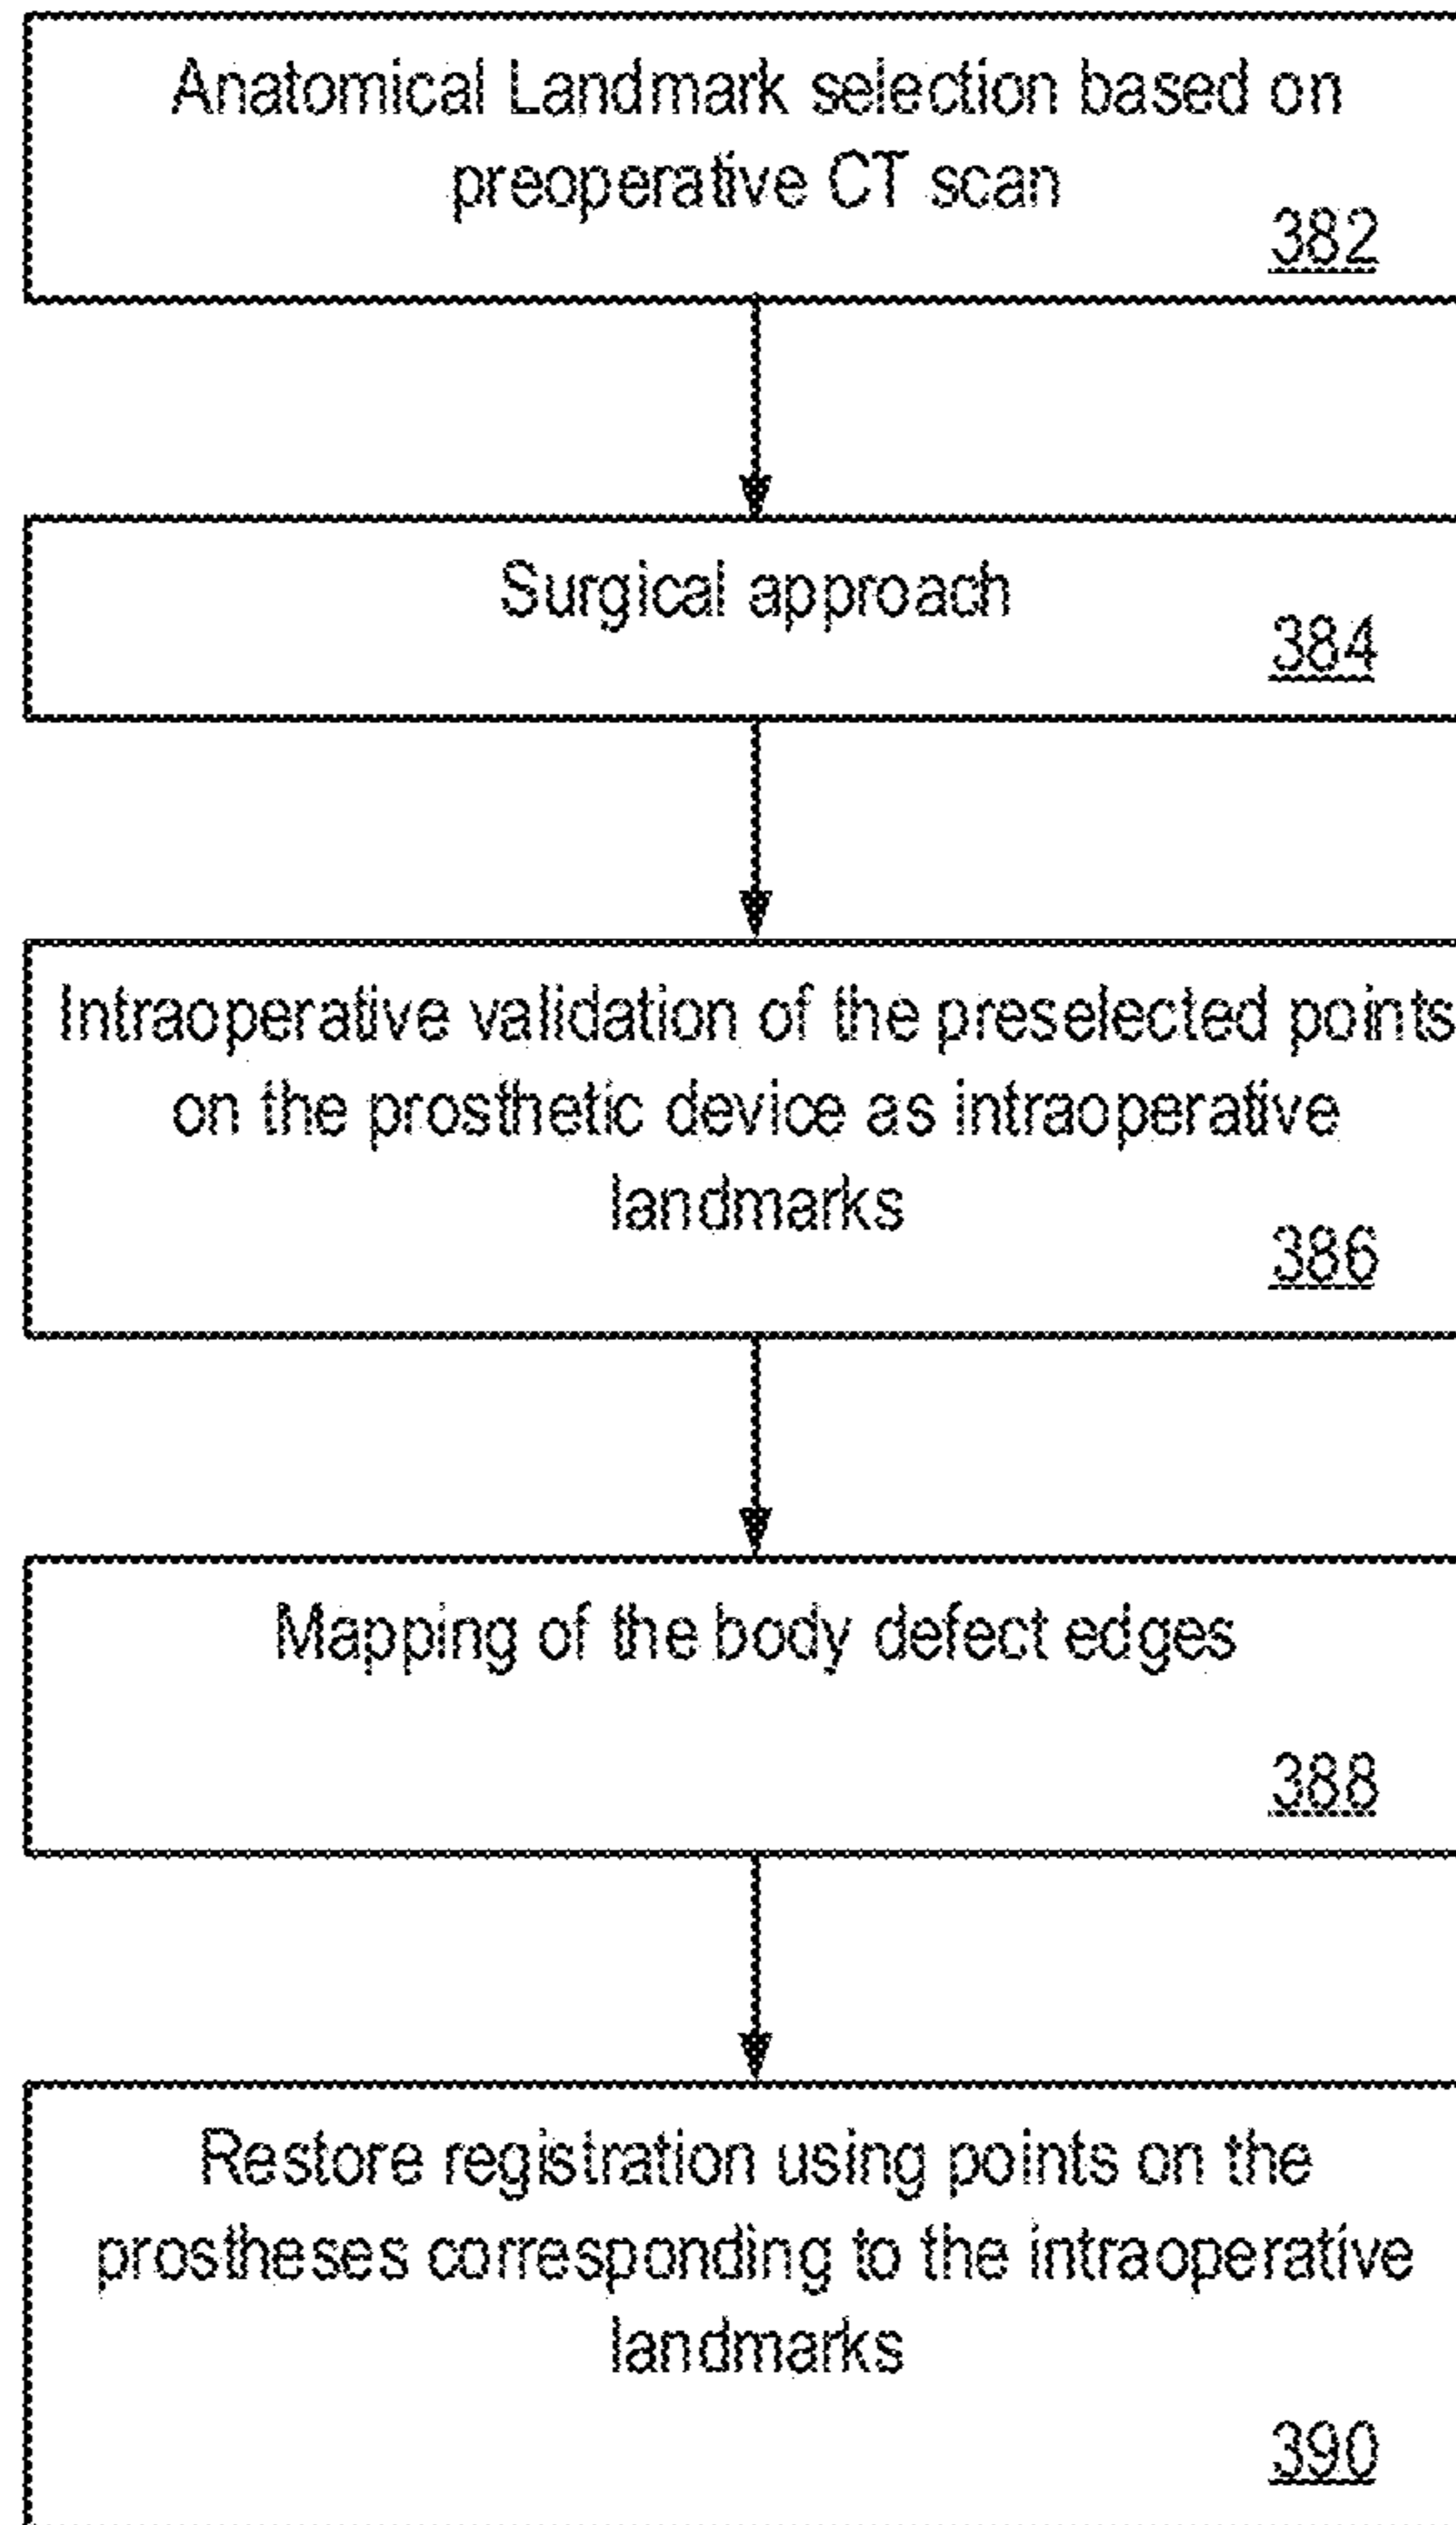 Anatomical Landmark selection based on
preoperative CT scan
382
Surgical approach
384
Intraoperative validation of the preselected points
on the prosthetic device as intraoperative
landmarks
386
Mapping of the body defect edges
388
Restore registration using points on the
prostheses corresponding to the intraoperative
landmarks
390